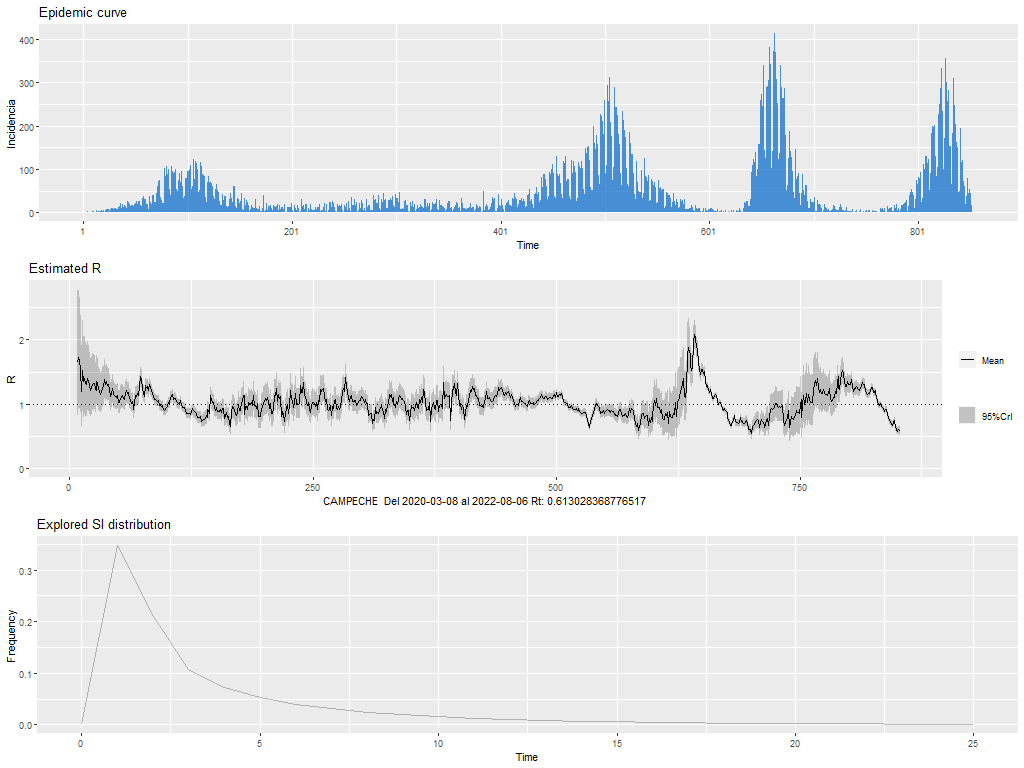 Epidemic curve
400
300
200
100
0
Incidencia
1 201 401 601 801
Time
Estimated R
2
1
0
R
Mean
95%CrI
0 250 500 750
CAMPECHE Del 2020-03-08 al 2022-08-06 Rt: 0.613028368776517
Explored SI distribution
0.3
0.2
0.1
0.0
Frequency
0 5 10 15 20 25
Time